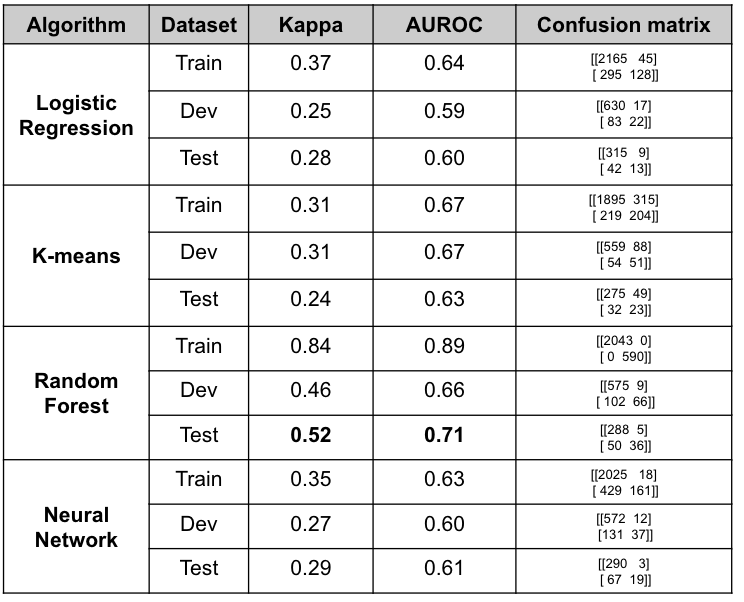 Algorithm Dataset Kappa AUROC Confusion matrix
Logistic Regression
Train 0.37 0.64 [[2165 45]
[ 295 128]]
Dev 0.25 0.59 [[630 17]
[ 83 22]]
Test 0.28 0.60 [[315 9]
[ 42 13]]
K-means
Train 0.31 0.67 [[1895 315]
[ 219 204]]
Dev 0.31 0.67 [[559 88]
[ 54 51]]
Test 0.24 0.63 [[275 49]
[ 32 23]]
Random Forest
Train 0.84 0.89 [[2043 0]
[ 0 590]]
Dev 0.46 0.66 [[575 9]
[ 102 66]]
Test 0.52 0.71 [[288 5]
[ 50 36]]
Neural Network
Train 0.35 0.63 [[2025 18]
[ 429 161]]
Dev 0.27 0.60 [[572 12]
[131 37]]
Test 0.29 0.61 [[290 3]
[ 67 19]]